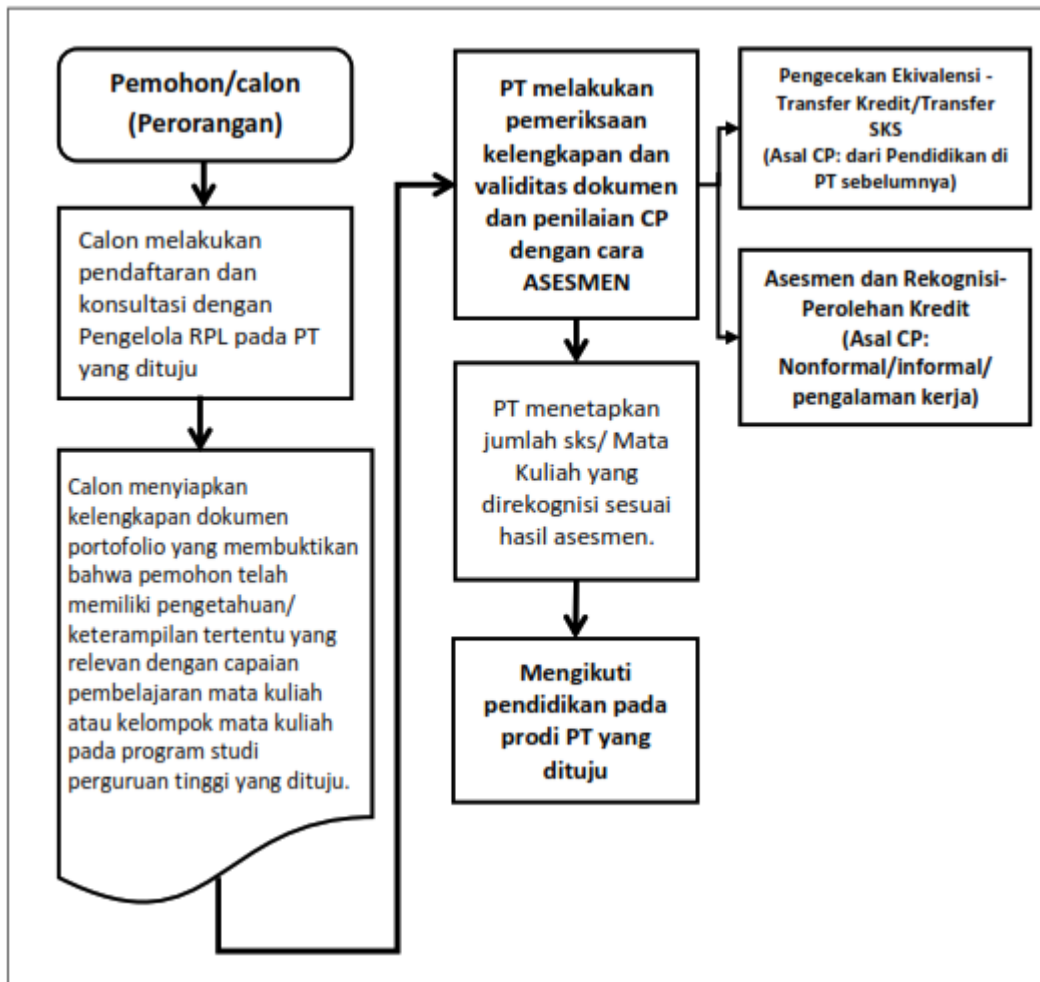 Pemohon/calon
(Perorangan)
Calon melakukan
pendaftaran dan
konsultasi dengan
Pengelola RPL pada PT
yang dituju
Calon menyiapkan
kelengkapan dokumen
portofolio yang membuktikan
bahwa pemohon telah
memiliki pengetahuan/
keterampilan tertentu yang
relevan dengan capaian
pembelajaran mata kuliah
atau kelompok mata kuliah
pada program studi
perguruan tinggi yang dituju.
PT melakukan
pemeriksaan
kelengkapan dan
validitas dokumen
dan penilaian CP
dengan cara
ASESMEN
Pengecekan Ekivalensi -
Transfer Kredit/Transfer
SKS
(Asal CP: dari Pendidikan di
PT sebelumnya)
Asesmen dan Rekognisi-
Perolehan Kredit
(Asal CP:
Nonformal/informal/
pengalaman kerja)
PT menetapkan
jumlah sks/ Mata
Kuliah yang
direkognisi sesuai
hasil asesmen.
Mengikuti
pendidikan pada
prodi PT yang
dituju